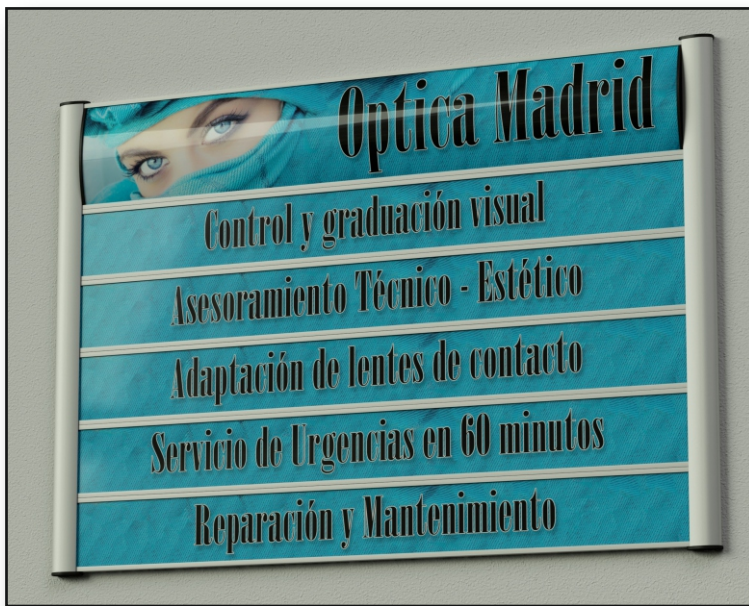 Optica Madrid
Control y graduación visual
Asesoramiento Técnico - Estético
Adaptación de lentes de contacto
Servicio de Urgencias en 60 minutos
Reparación y Mantenimiento